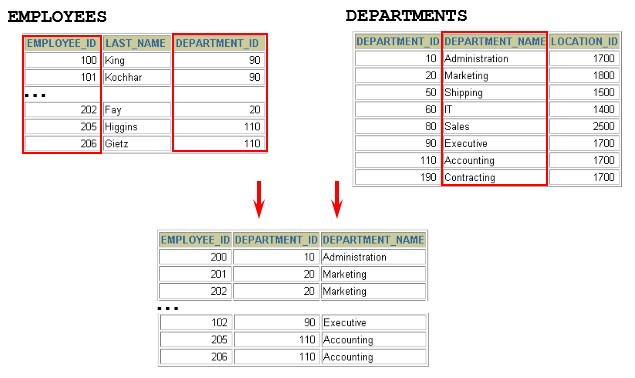 EMPLOYEES
EMPLOYEE_ID LAST_NAME DEPARTMENT_ID
100 King 90
101 Kochhar 90
...
202 Fay 20
205 Higgins 110
206 Gietz 110
DEPARTMENTS
DEPARTMENT_ID DEPARTMENT_NAME LOCATION_ID
10 Administration 1700
20 Marketing 1800
50 Shipping 1500
60 IT 1400
80 Sales 2500
90 Executive 1700
110 Accounting 1700
190 Contracting 1700
EMPLOYEE_ID DEPARTMENT_ID DEPARTMENT_NAME
200 10 Administration
201 20 Marketing
202 20 Marketing
...
102 90 Executive
205 110 Accounting
206 110 Accounting